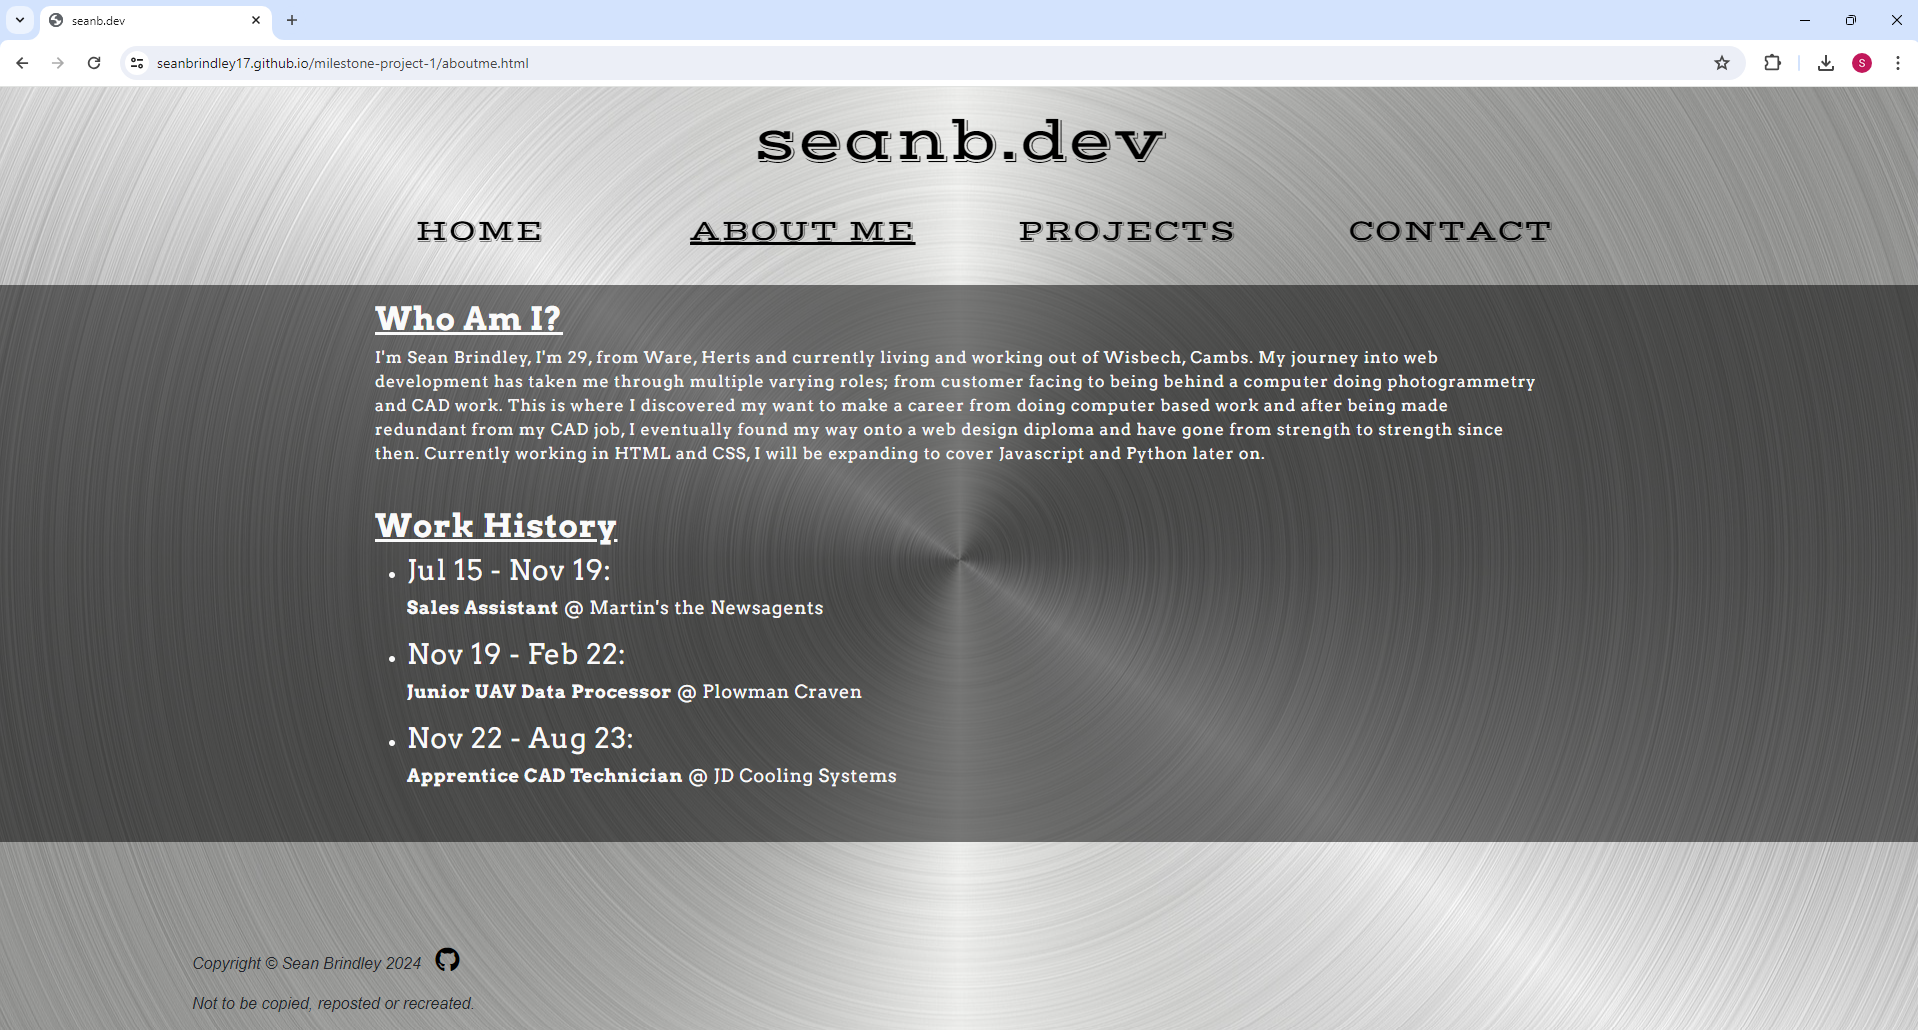 seanb.dev
seanbrindley17.github.io/milestone-project-1/aboutme.html
S
seanb.dev
HOME ABOUT ME PROJECTS CONTACT
Who Am I?
I'm Sean Brindley, I'm 29, from Ware, Herts and currently living and working out of Wisbech, Cambs. My journey into web
development has taken me through multiple varying roles; from customer facing to being behind a computer doing photogrammetry
and CAD work. This is where I discovered my want to make a career from doing computer based work and after being made
redundant from my CAD job, I eventually found my way onto a web design diploma and have gone from strength to strength since
then. Currently working in HTML and CSS, I will be expanding to cover Javascript and Python later on.
Work History
• Jul 15 - Nov 19:
Sales Assistant @ Martin's the Newsagents
• Nov 19 - Feb 22:
Junior UAV Data Processor @ Plowman Craven
• Nov 22 - Aug 23:
Apprentice CAD Technician @ JD Cooling Systems
Copyright © Sean Brindley 2024
Not to be copied, reposted or recreated.